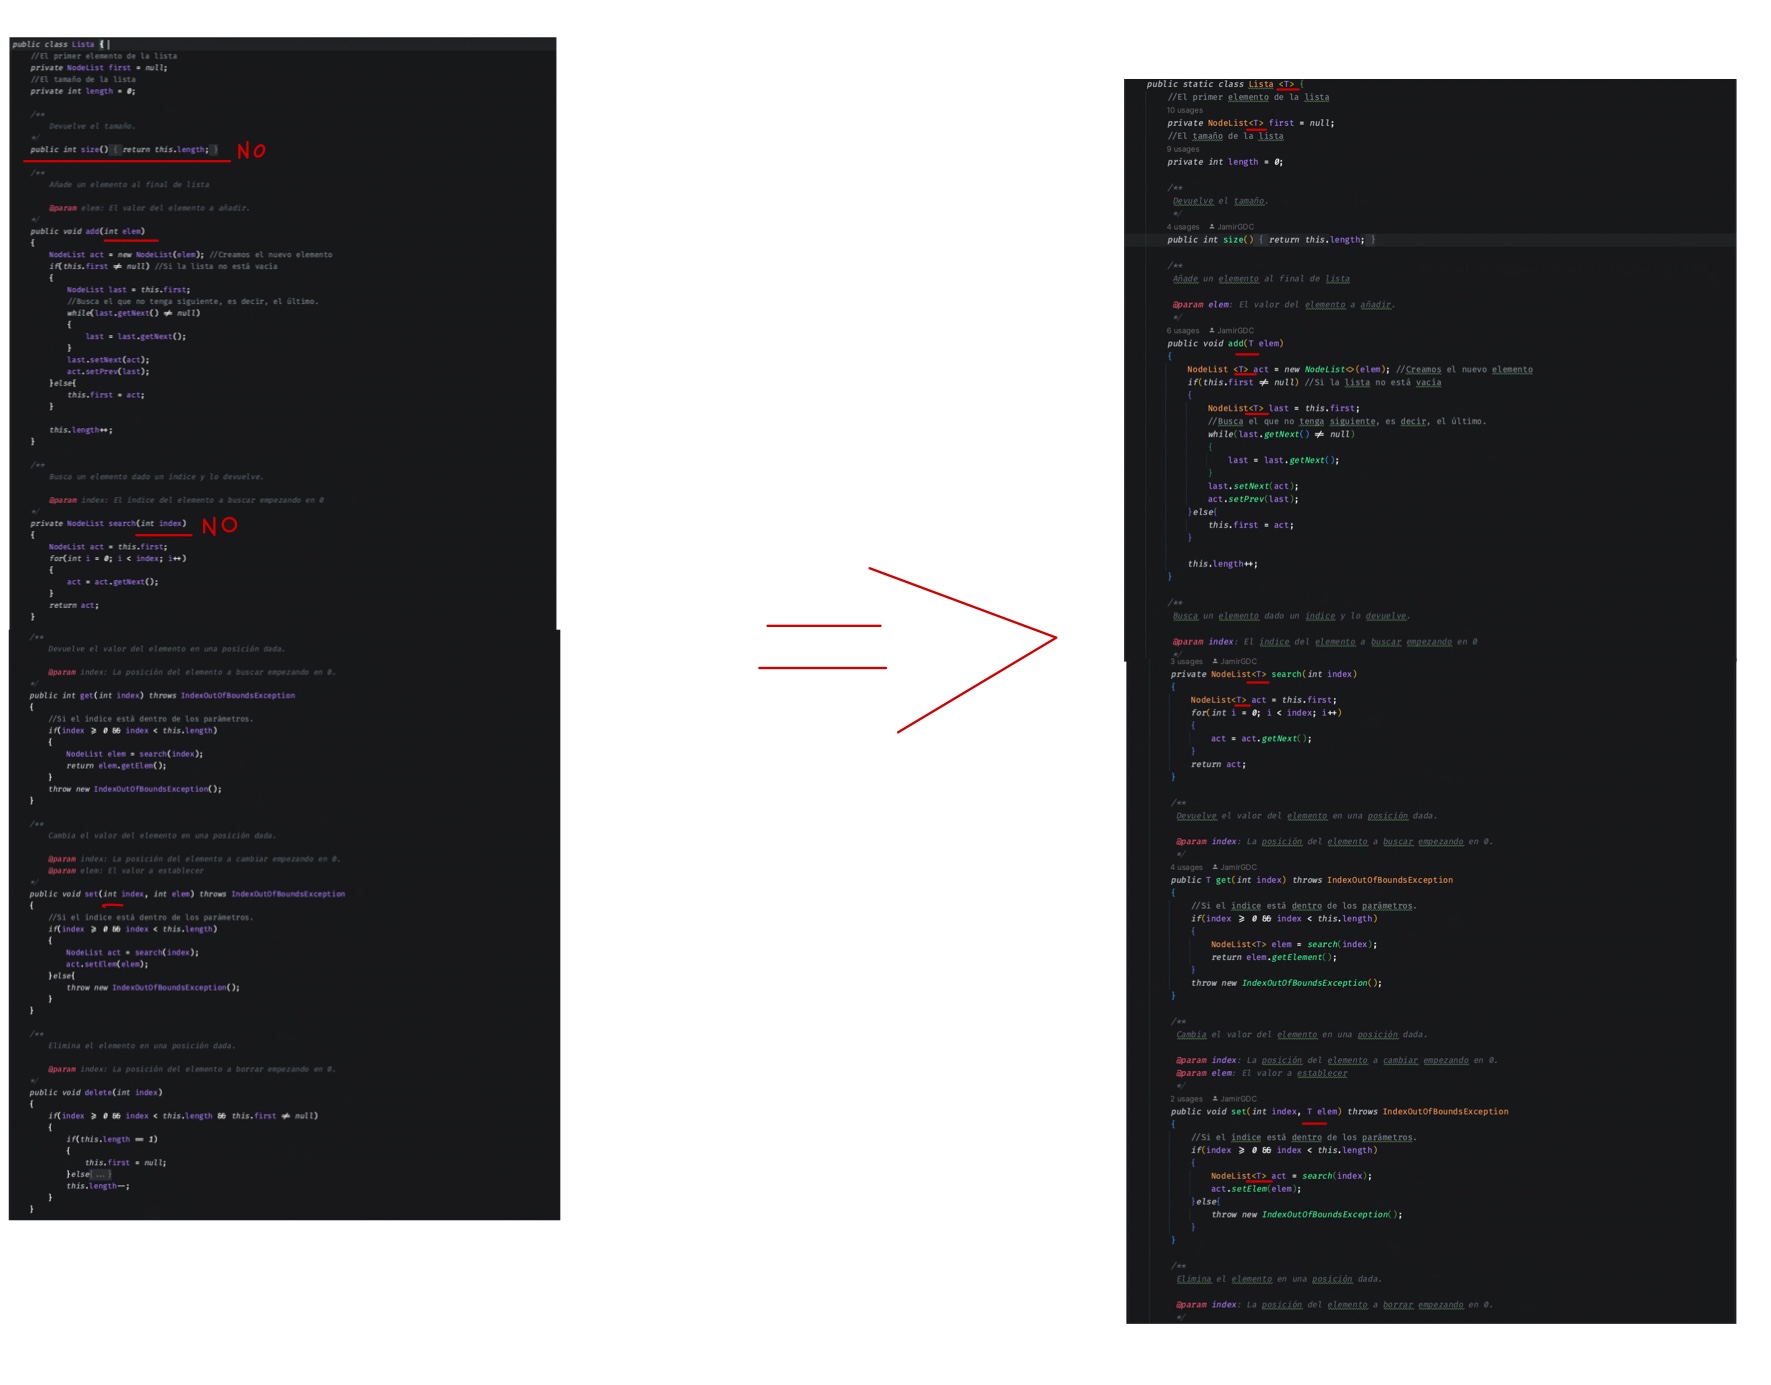 public class Lista {
//El primer elemento de la lista
private NodeList first = null;
//El tamaño de la lista
private int length = 0;
/**
Devuelve el tamaño.
*/
public int size() { return this.length; }
NO
/**
Añade un elemento al final de lista
@param elem: El valor del elemento a añadir.
*/
public void add(int elem)
{
NodeList act = new NodeList(elem); //Creamos el nuevo elemento
if(this.first ≠ null) //Si la lista no está vacía
{
NodeList last = this.first;
//Busca el que no tenga siguiente, es decir, el último.
while(last.getNext() ≠ null)
{
last = last.getNext();
}
last.setNext(act);
act.setPrev(last);
}else{
this.first = act;
}
this.length++;
}
/**
Busca un elemento dado un índice y lo devuelve.
@param index: El índice del elemento a buscar empezando en 0
*/
private NodeList search(int index)
NO
{
NodeList act = this.first;
for(int i = 0; i < index; i++)
{
act = act.getNext();
}
return act;
}
/**
Devuelve el valor del elemento en una posición dada.
@param index: La posición del elemento a buscar empezando en 0.
*/
public int get(int index) throws IndexOutOfBoundsException
{
//Si el índice está dentro de los parámetros.
if(index ≥ 0 && index < this.length)
{
NodeList elem = search(index);
return elem.getElem();
}
throw new IndexOutOfBoundsException();
}
/**
Cambia el valor del elemento en una posición dada.
@param index: La posición del elemento a cambiar empezando en 0.
@param elem: El valor a establecer
*/
public void set(int index, int elem) throws IndexOutOfBoundsException
{
//Si el índice está dentro de los parámetros.
if(index ≥ 0 && index < this.length)
{
NodeList act = search(index);
act.setElem(elem);
}else{
throw new IndexOutOfBoundsException();
}
}
/**
Elimina el elemento en una posición dada.
@param index: La posición del elemento a borrar empezando en 0.
*/
public void delete(int index)
{
if(index ≥ 0 && index < this.length && this.first ≠ null)
{
if(this.length == 1)
{
this.first = null;
}else{...}
this.length--;
}
}
public static class Lista <T> {
//El primer elemento de la lista
10 usages
private NodeList<T> first = null;
//El tamaño de la lista
9 usages
private int length = 0;
/**
Devuelve el tamaño.
*/
4 usages JamirGDC
public int size() { return this.length; }
/**
Añade un elemento al final de lista
@param elem: El valor del elemento a añadir.
*/
6 usages JamirGDC
public void add(T elem)
{
NodeList <T> act = new NodeList<>(elem); //Creamos el nuevo elemento
if(this.first ≠ null) //Si la lista no está vacía
{
NodeList<T> last = this.first;
//Busca el que no tenga siguiente, es decir, el último.
while(last.getNext() ≠ null)
{
last = last.getNext();
}
last.setNext(act);
act.setPrev(last);
}else{
this.first = act;
}
this.length++;
}
/**
Busca un elemento dado un índice y lo devuelve.
@param index: El índice del elemento a buscar empezando en 0
*/
3 usages JamirGDC
private NodeList<T> search(int index)
{
NodeList<T> act = this.first;
for(int i = 0; i < index; i++)
{
act = act.getNext();
}
return act;
}
/**
Devuelve el valor del elemento en una posición dada.
@param index: La posición del elemento a buscar empezando en 0.
*/
4 usages JamirGDC
public T get(int index) throws IndexOutOfBoundsException
{
//Si el índice está dentro de los parámetros.
if(index ≥ 0 && index < this.length)
{
NodeList<T> elem = search(index);
return elem.getElement();
}
throw new IndexOutOfBoundsException();
}
/**
Cambia el valor del elemento en una posición dada.
@param index: La posición del elemento a cambiar empezando en 0.
@param elem: El valor a establecer
*/
2 usages JamirGDC
public void set(int index, T elem) throws IndexOutOfBoundsException
{
//Si el índice está dentro de los parámetros.
if(index ≥ 0 && index < this.length)
{
NodeList<T> act = search(index);
act.setElem(elem);
}else{
throw new IndexOutOfBoundsException();
}
}
/**
Elimina el elemento en una posición dada.
@param index: La posición del elemento a borrar empezando en 0.
*/